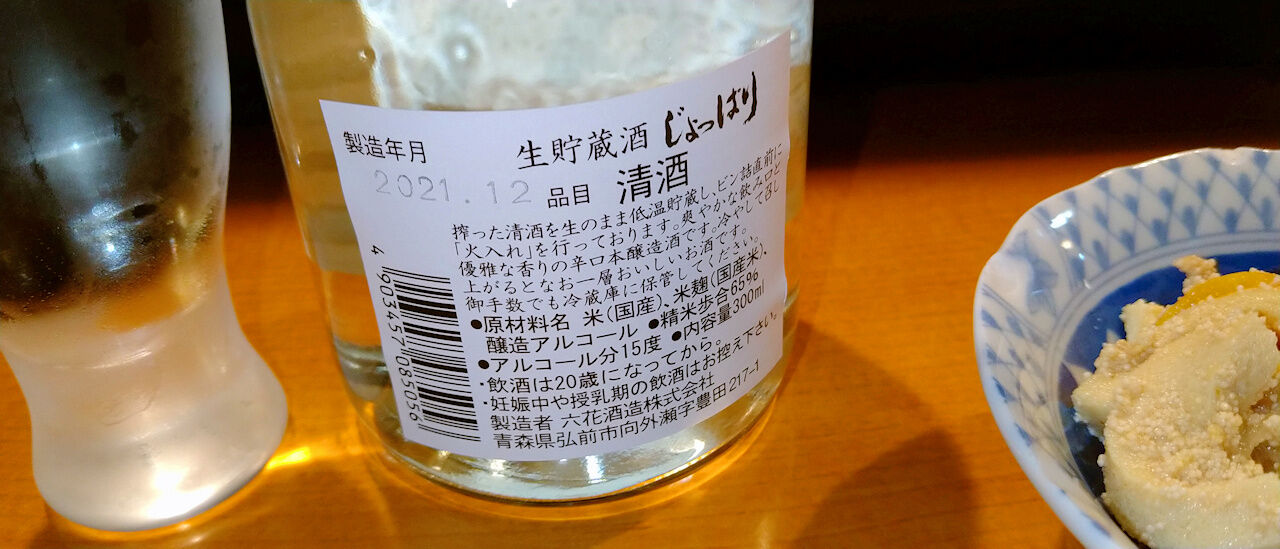 製造年月 生貯蔵酒 じょっぱり
2021.12 品目 清酒
搾った清酒を生のまま低温貯蔵し、ビン詰直前に
「火入れ」を行っております。爽やかな飲み口と
優雅な香りの辛口本醸造酒です。冷やして召し
上がるとなお一層おいしいお酒です。
御手数でも冷蔵庫に保管してください。
●原材料名 米(国産)、米麹(国産米)、
醸造アルコール ●精米歩合65%
●アルコール分15度 ●内容量300ml
・飲酒は20歳になってから。
・妊娠中や授乳期の飲酒はお控え下さい。
製造者 六花酒造株式会社
青森県弘前市向外瀬字豊田217-1
4 903457 085056